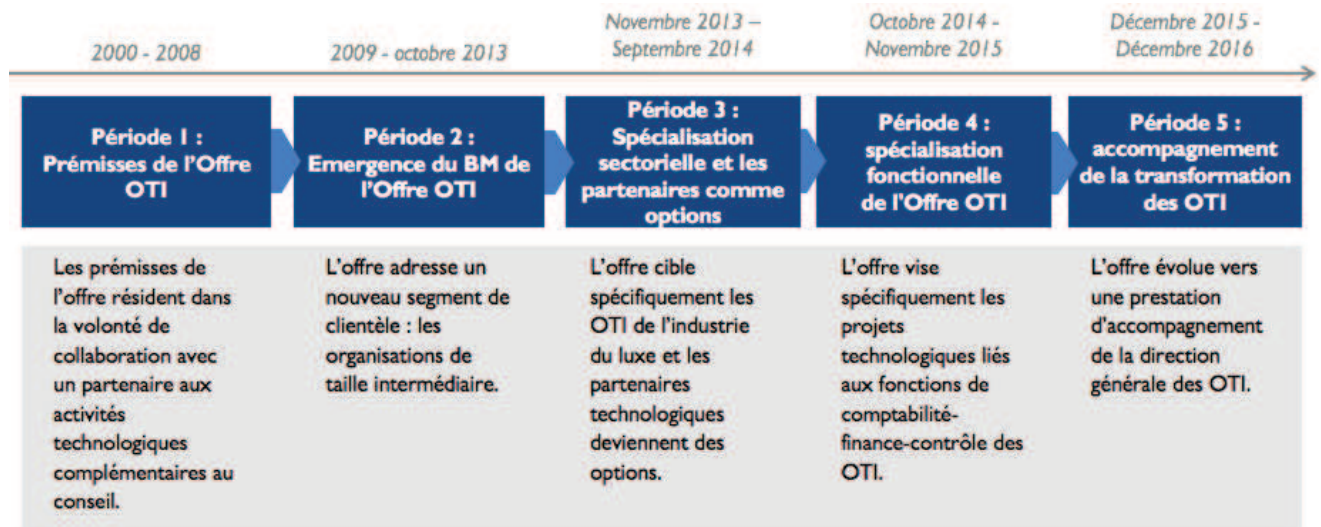 2000 - 2008
2009 - octobre 2013
Novembre 2013 –
Septembre 2014
Octobre 2014 -
Novembre 2015
Décembre 2015 -
Décembre 2016
Période 1 :
Prémisses de l'Offre
OTI
Période 2 :
Emergence du BM de
l'Offre OTI
Période 3 :
Spécialisation
sectorielle et les
partenaires comme
options
Période 4 :
spécialisation
fonctionnelle
de l'Offre OTI
Période 5 :
accompagnement
de la transformation
des OTI
Les prémisses de
l'offre résident dans
la volonté de
collaboration avec
un partenaire aux
activités
technologiques
complémentaires au
conseil.
L'offre adresse un
nouveau segment de
clientèle : les
organisations de
taille intermédiaire.
L'offre cible
spécifiquement les
OTI de l'industrie
du luxe et les
partenaires
technologiques
deviennent des
options.
L'offre vise
spécifiquement les
projets
technologiques liés
aux fonctions de
comptabilité-
finance-contrôle des
OTI.
L'offre évolue vers
une prestation
d'accompagnement
de la direction
générale des OTI.